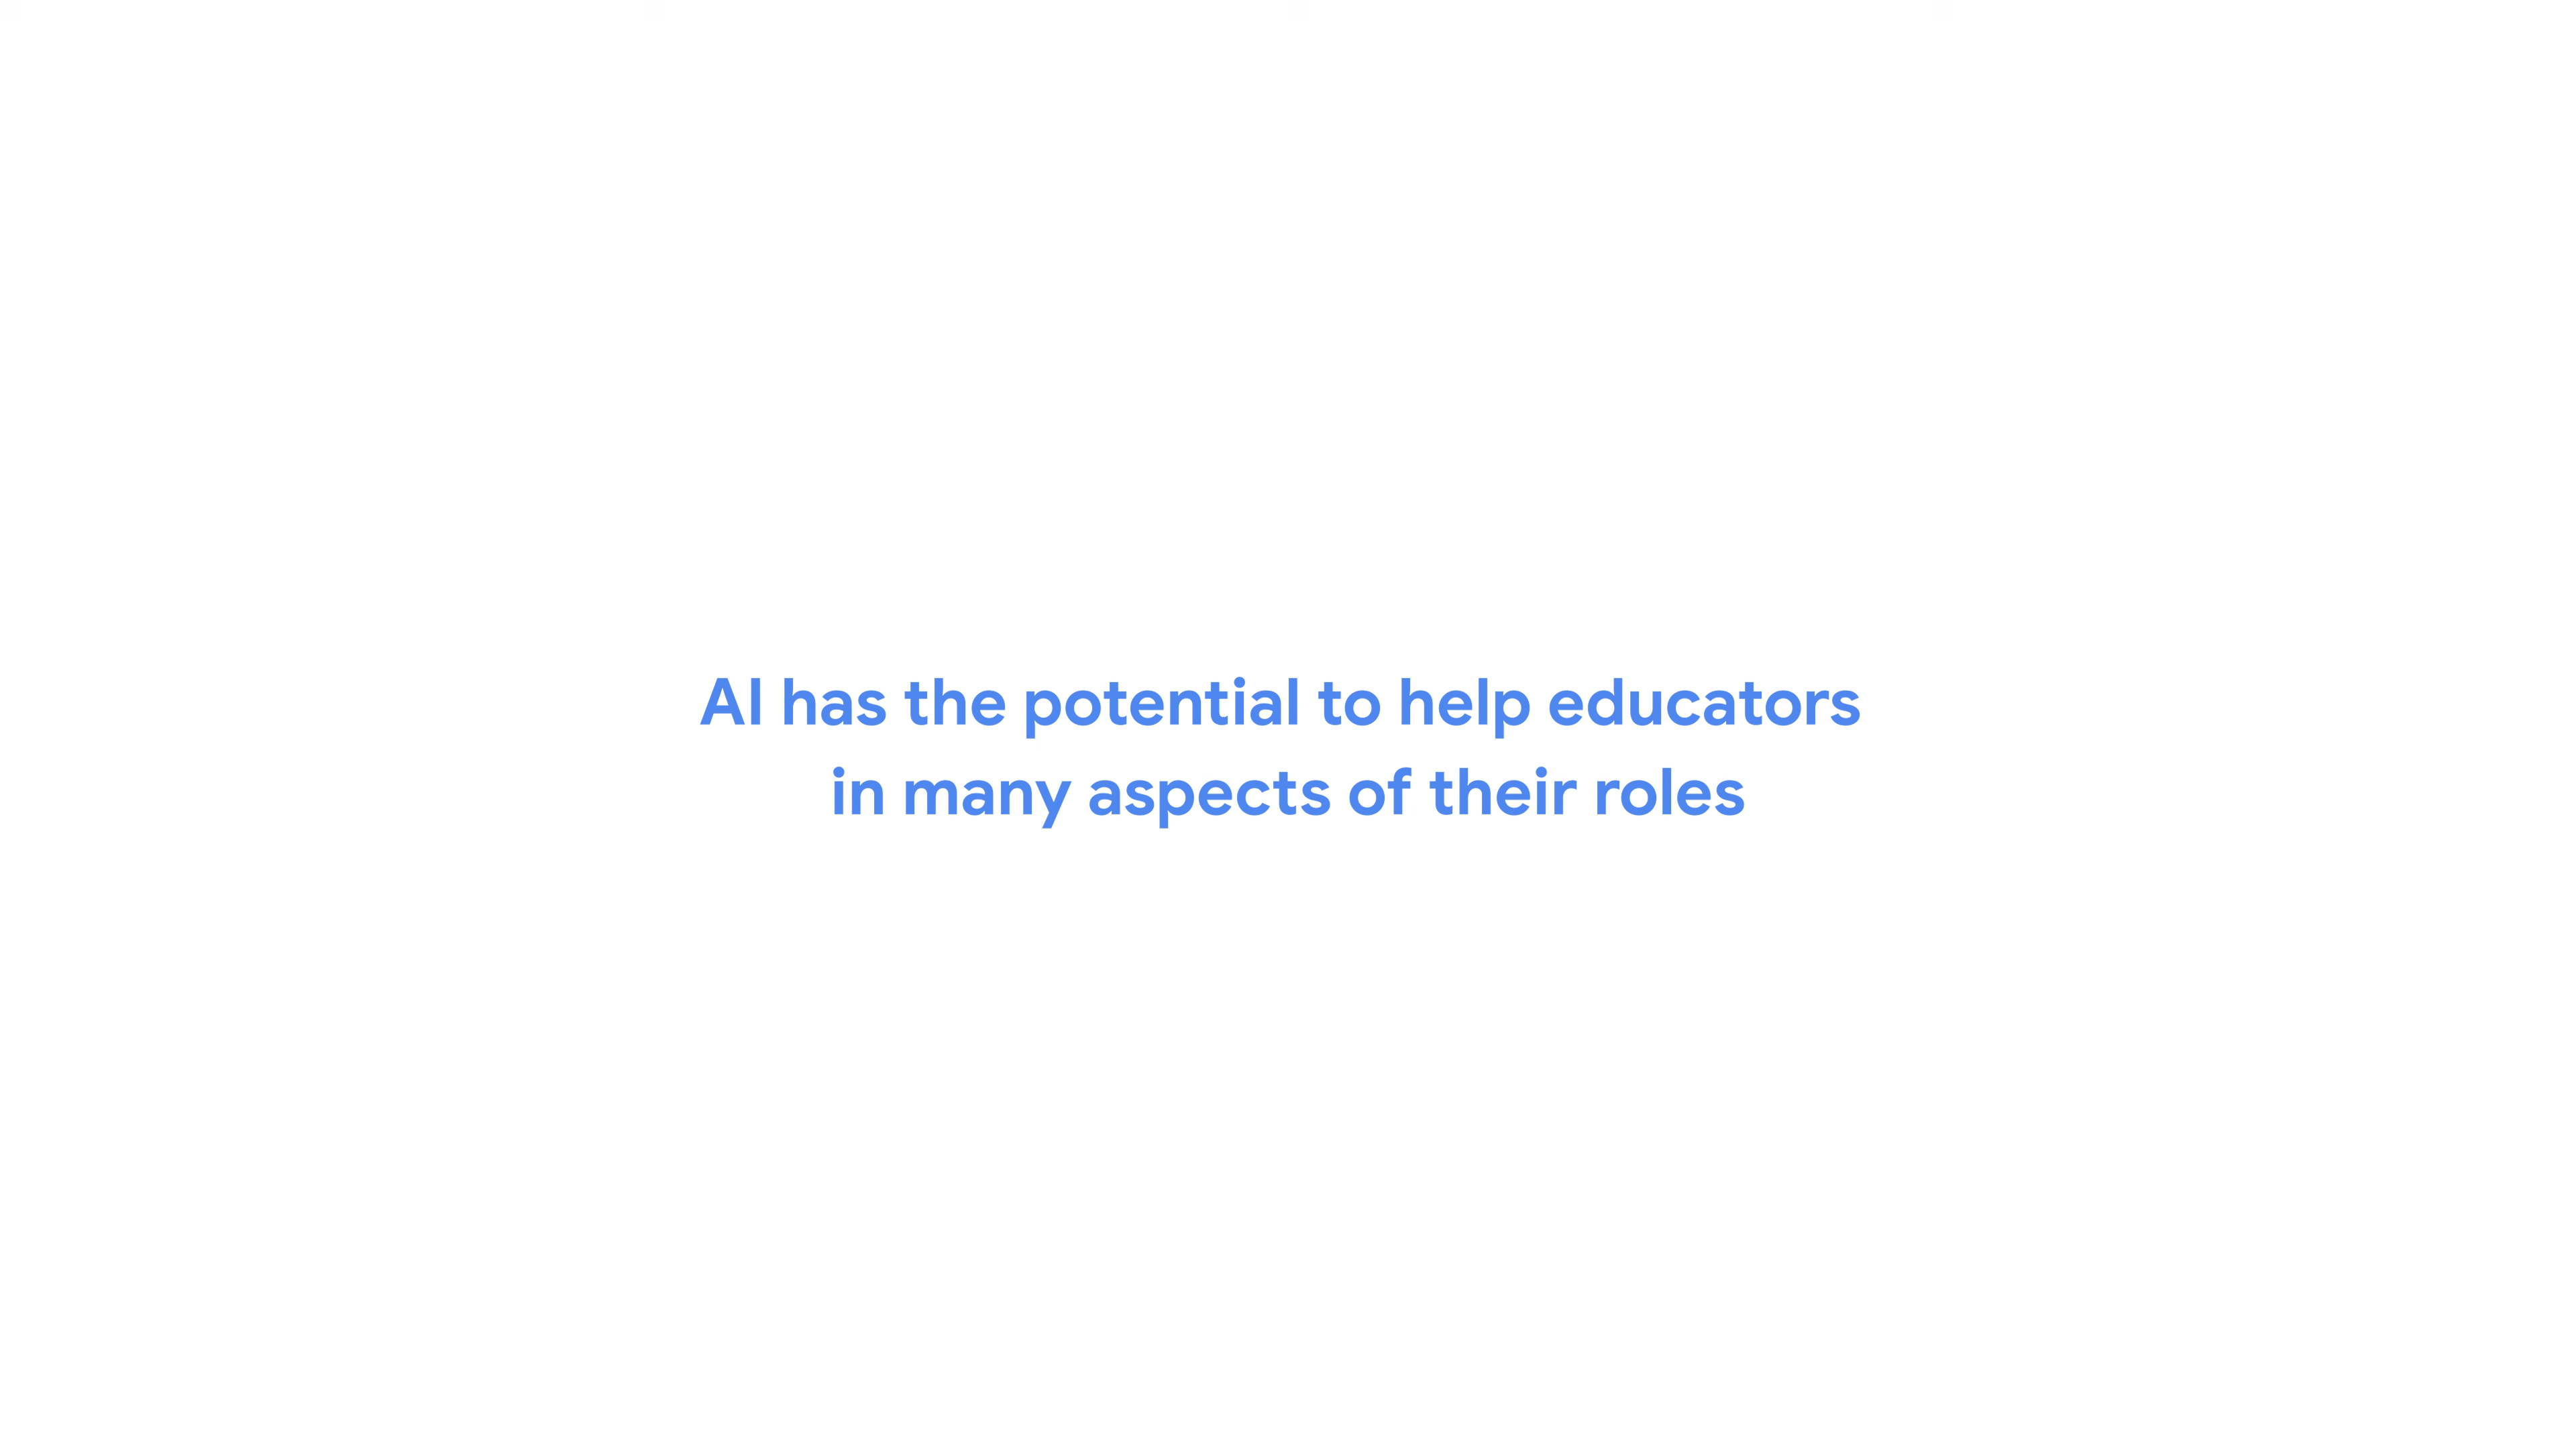 AI has the potential to help educators
in many aspects of their roles